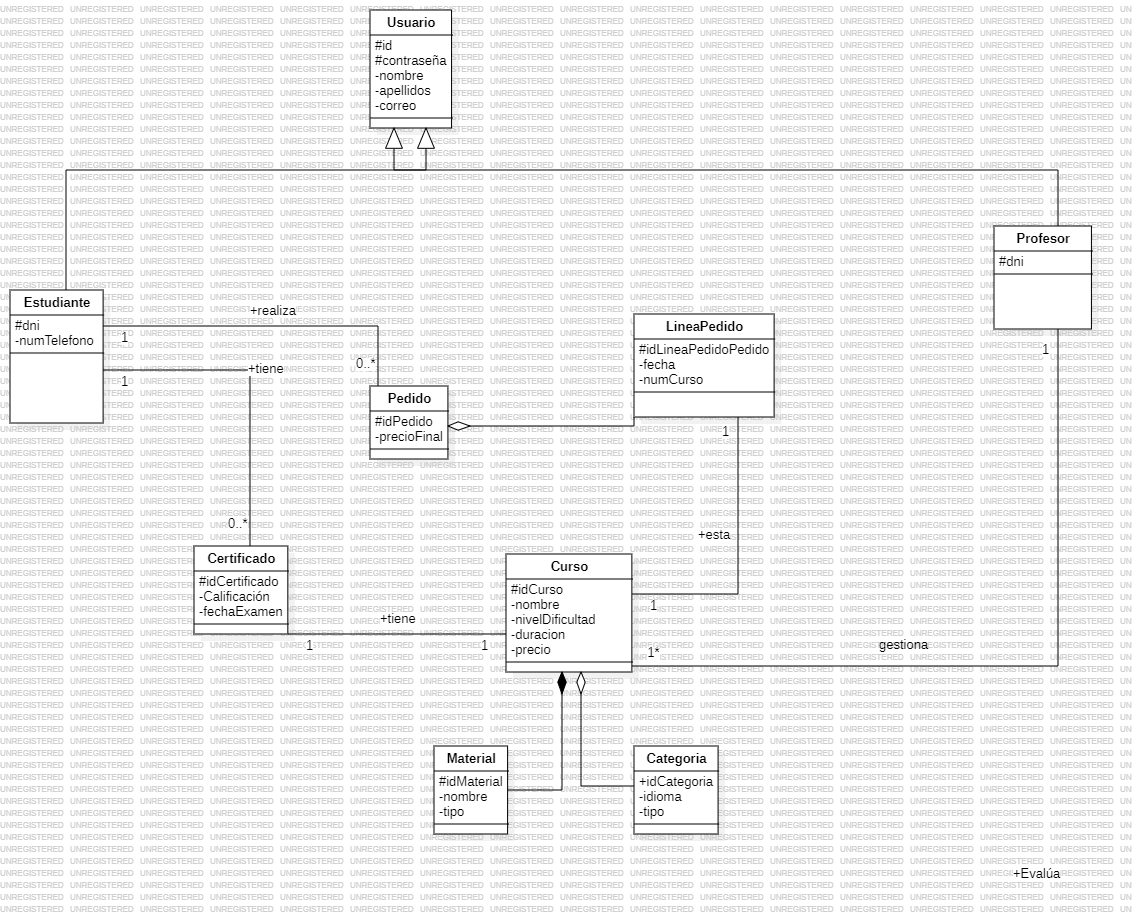 Usuario
#id
#contraseña
-nombre
-apellidos
-correo
Profesor
#dni
Estudiante
#dni
-numTelefono
+realiza
1
0..*
+tiene
1
0..*
LineaPedido
#idLineaPedidoPedido
-fecha
-numCurso
1
1
Pedido
#idPedido
-precioFinal
+esta
1
Certificado
#idCertificado
-Calificación
-fechaExamen
+tiene
1
1
Curso
#idCurso
-nombre
-nivelDificultad
-duracion
-precio
1*
gestiona
Material
#idMaterial
-nombre
-tipo
Categoria
+idCategoria
-idioma
-tipo
+Evalúa
UNREGISTERED